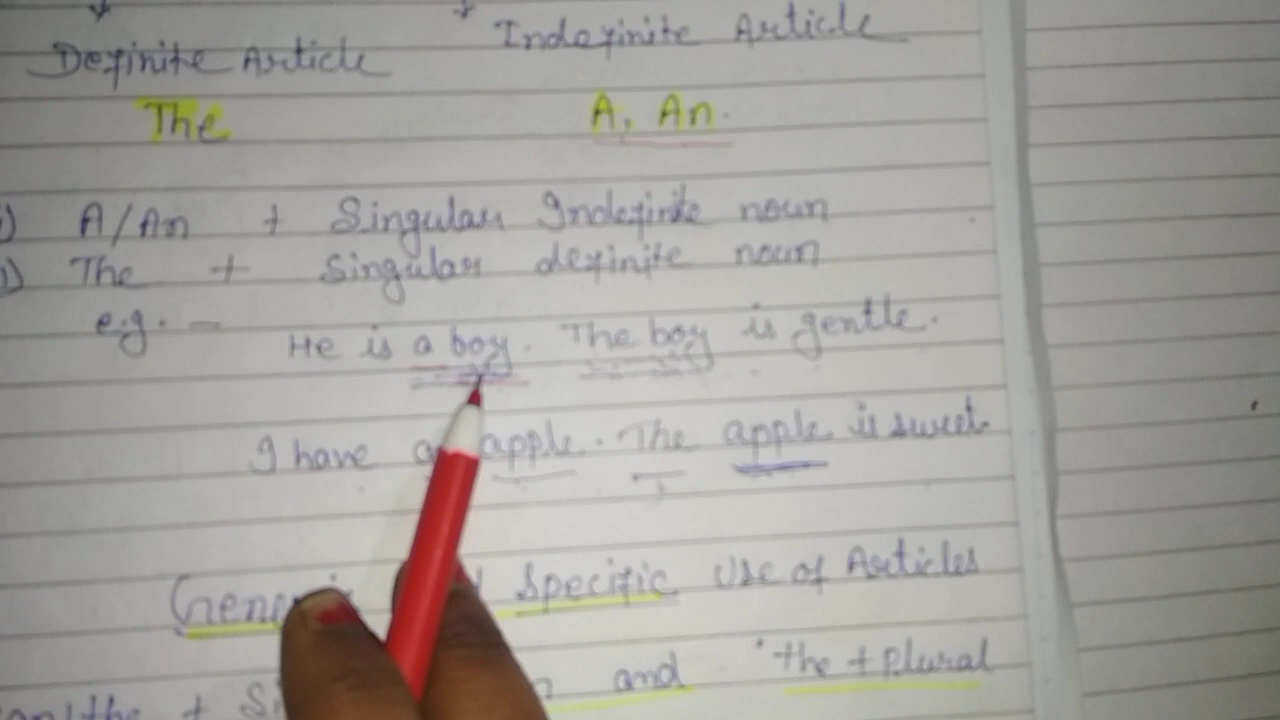 Definite Article Indefinite Article
The A, An.
) A/An + Singular Indefinite noun
) The + Singular definite noun
e.g. - He is a boy. The boy is gentle.
I have apple. The apple is sweet.
Specific Use of Articles
the + and the + plural